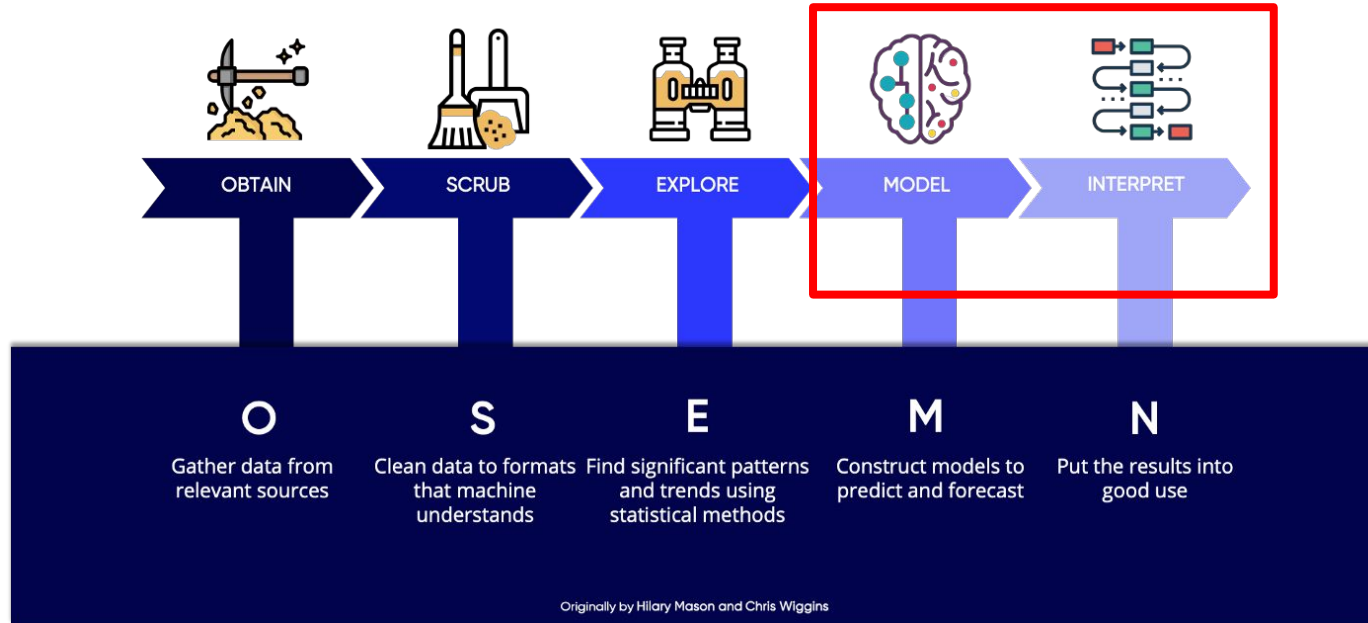 OBTAIN
SCRUB
EXPLORE
MODEL
INTERPRET
O
Gather data from
relevant sources
S
Clean data to formats
that machine
understands
E
Find significant patterns
and trends using
statistical methods
M
Construct models to
predict and forecast
N
Put the results into
good use
Originally by Hilary Mason and Chris Wiggins